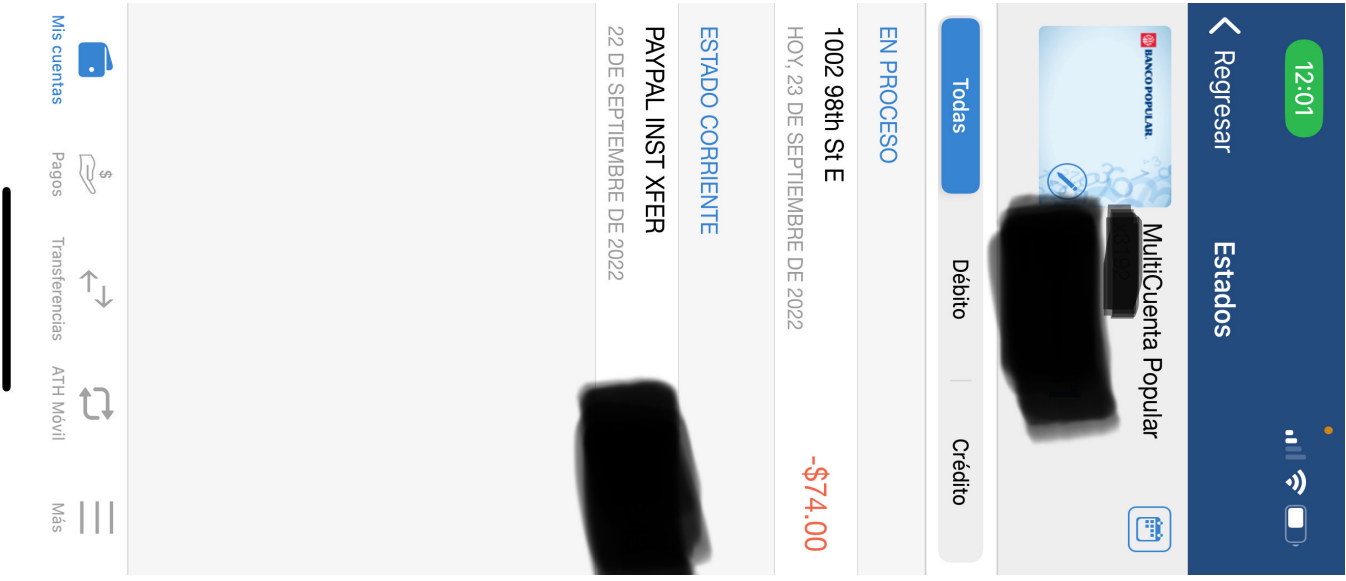 12:01
Regresar
Estados
BANCO POPULAR.
MultiCuenta Popular
Todas
Débito
Crédito
EN PROCESO
1002 98th St E
-$74.00
HOY, 23 DE SEPTIEMBRE DE 2022
ESTADO CORRIENTE
PAYPAL INST XFER
22 DE SEPTIEMBRE DE 2022
Mis cuentas
Pagos
Transferencias
ATH Móvil
Más